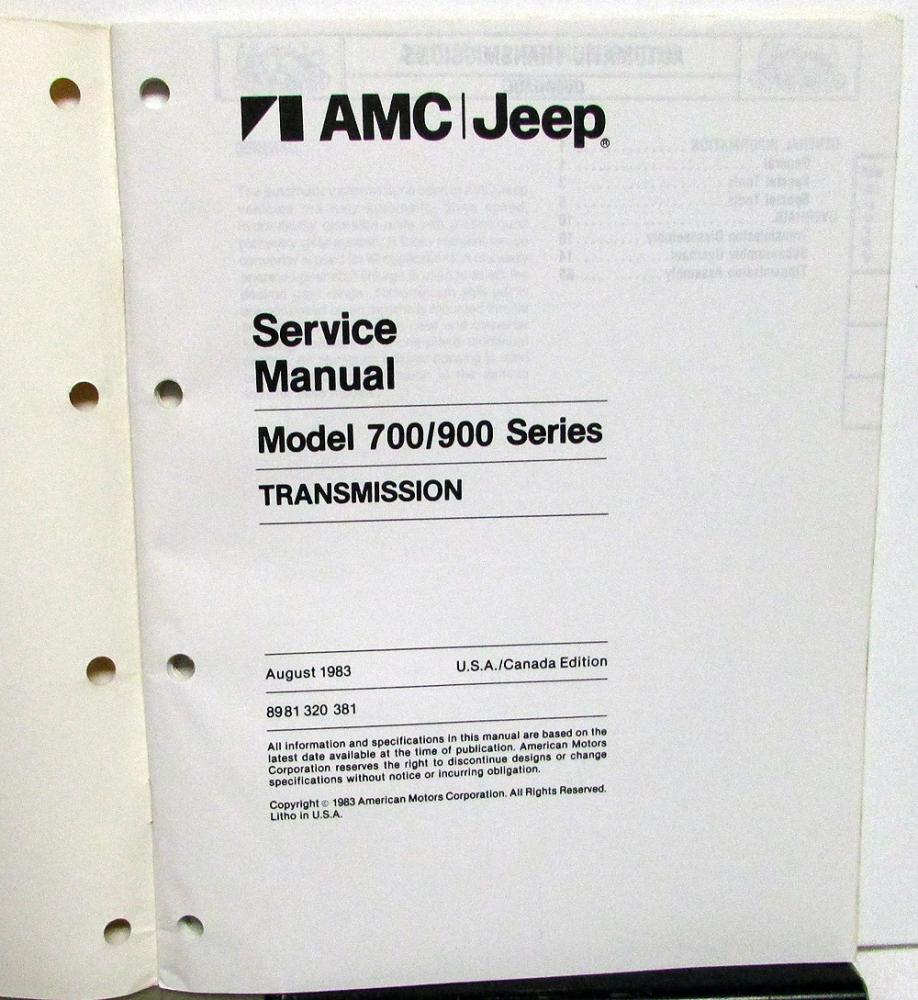 AMC|Jeep®
Service
Manual
Model 700/900 Series
TRANSMISSION
August 1983 U.S.A./Canada Edition
8981 320 381
All information and specifications in this manual are based on the
latest date available at the time of publication. American Motors
Corporation reserves the right to discontinue designs or change
specifications without notice or incurring obligation.
Copyright © 1983 American Motors Corporation. All Rights Reserved.
Litho in U.S.A.